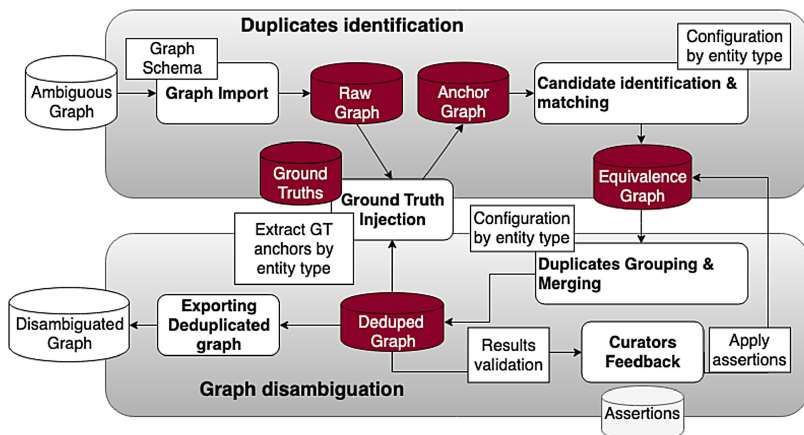 Duplicates identification
Graph
Schema
Configuration
by entity type
Ambiguous
Graph
Graph Import
Raw
Graph
Anchor
Graph
Candidate identification &
matching
Ground
Truths
Ground Truth
Injection
Equivalence
Graph
Extract GT
anchors by
entity type
Configuration
by entity type
Duplicates Grouping &
Merging
Disambiguated
Graph
Exporting
Deduplicated
graph
Deduped
Graph
Results
validation
Curators
Feedback
Apply
assertions
Graph disambiguation
Assertions